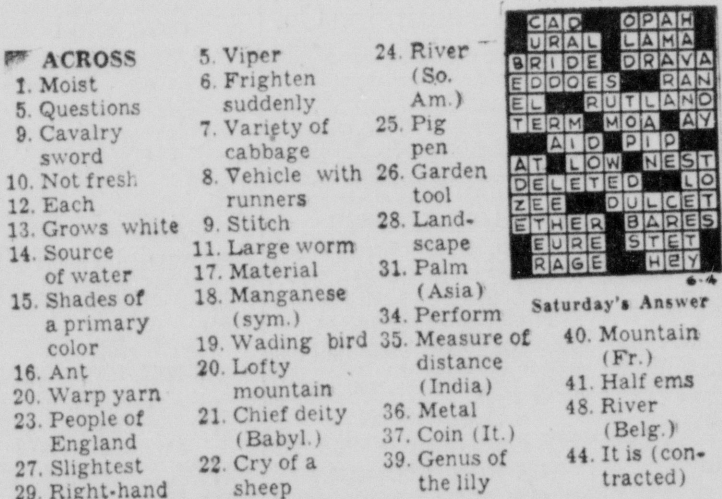 ACROSS
1. Moist
5. Questions
9. Cavalry
sword
10. Not fresh
12. Each
13. Grows white
14. Source
of water
15. Shades of
a primary
color
16. Ant
20. Warp yarn
23. People of
England
27. Slightest
29. Right-hand
5. Viper
6. Frighten
suddenly
7. Variety of
cabbage
8. Vehicle with
runners
9. Stitch
11. Large worm
17. Material
18. Manganese
(sym.)
19. Wading bird
20. Lofty
mountain
21. Chief deity
(Babyl.)
22. Cry of a
sheep
24. River
(So.
Am.)
25. Pig
pen
26. Garden
tool
28. Land-
scape
31. Palm
(Asia)
34. Perform
35. Measure of
distance
(India)
36. Metal
37. Coin (It.)
39. Genus of
the lily
CAD OPAH
URAL LAMA
BRIDE DRAVA
EDDOES RAN
EL RUTLAND
TERM MOA AY
AID PIP
AT LOW NEST
DELETED LO
ZEE DULCET
ETHER BARES
EURE STET
RAGE HEY
6-4
Saturday's Answer
40. Mountain
(Fr.)
41. Half ems
48. River
(Belg.)
44. It is (con-
tracted)